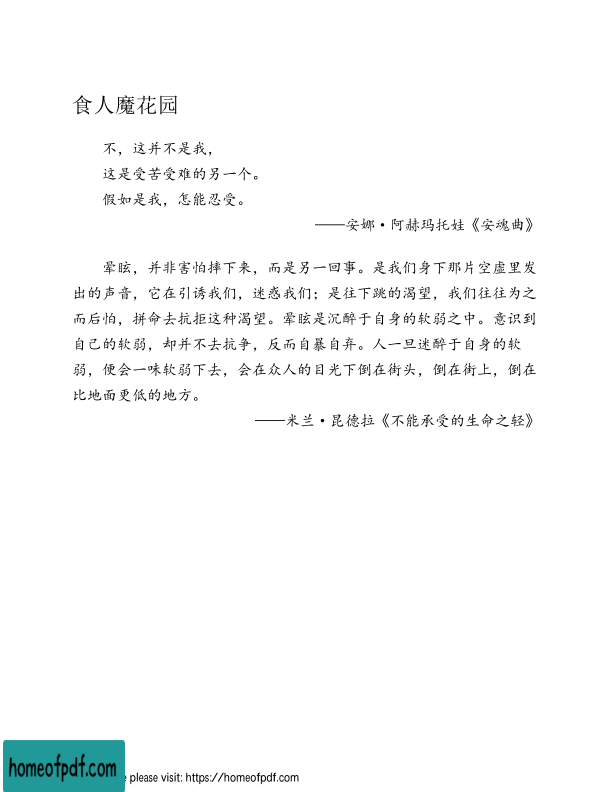 食人魔花园
不，这并不是我，
这是受苦受难的另一个。
假如是我，怎能忍受。
——安娜·阿赫玛托娃《安魂曲》
晕眩，并非害怕摔下来，而是另一回事。是我们身下那片空虚里发
出的声音，它在引诱我们，迷惑我们；是往下跳的渴望，我们往往为之
而后怕，拼命去抗拒这种渴望。晕眩是沉醉于自身的软弱之中。意识到
自己的软弱，却并不去抗争，反而自暴自弃。人一旦迷醉于自身的软
弱，便会一味软弱下去，会在众人的目光下倒在街头，倒在街上，倒在
比地面更低的地方。
——米兰·昆德拉《不能承受的生命之轻》
homeofpdf.com
please visit: https://homeofpdf.com